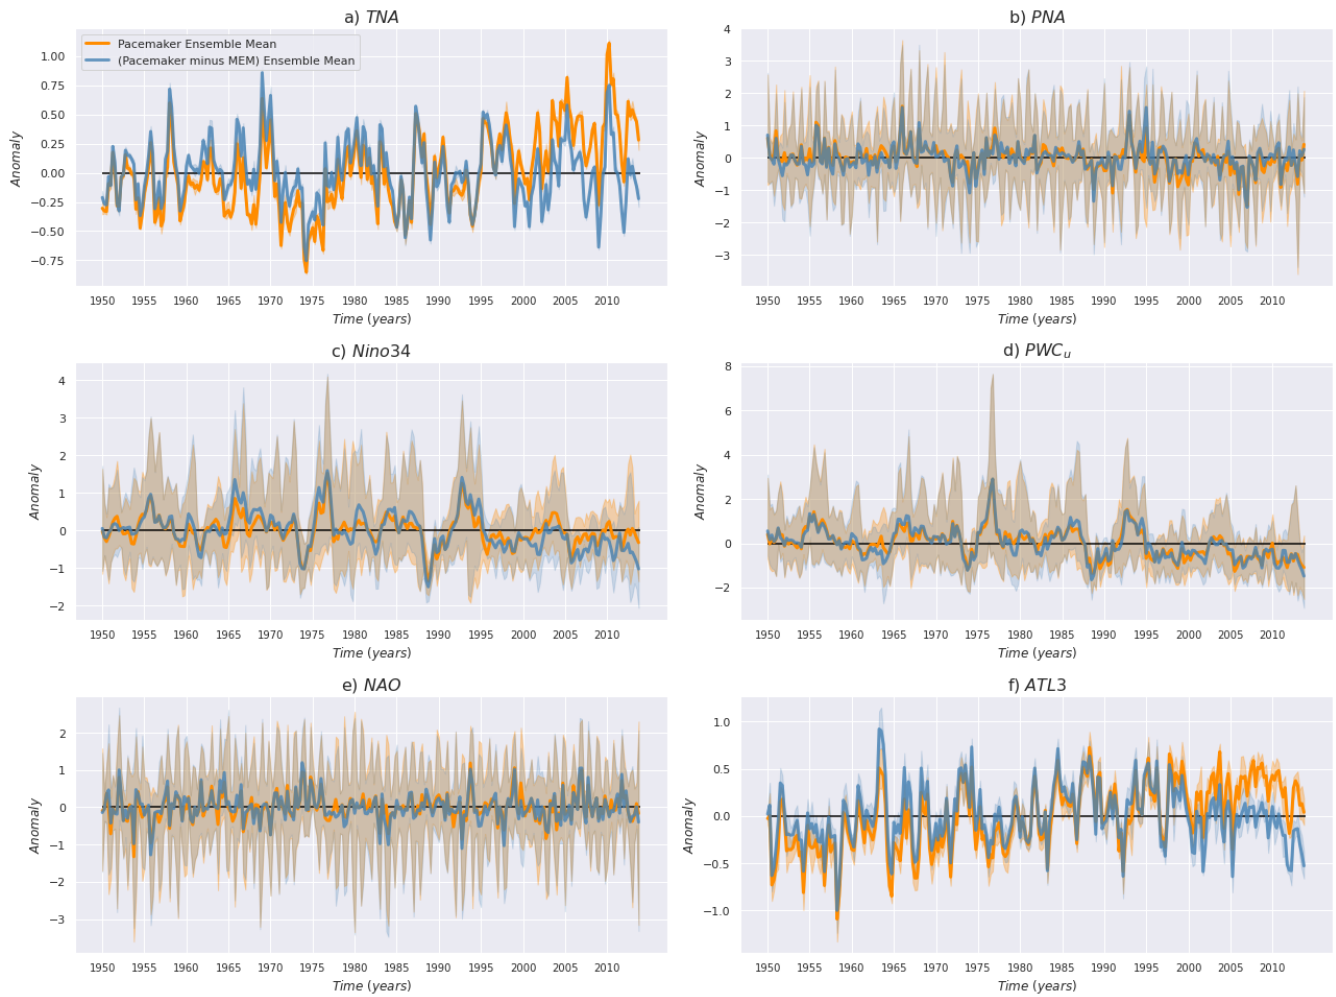 a) TNA
Pacemaker Ensemble Mean
(Pacemaker minus MEM) Ensemble Mean
1.00
0.75
0.50
0.25
0.00
−0.25
−0.50
−0.75
Anomaly
1950 1955 1960 1965 1970 1975 1980 1985 1990 1995 2000 2005 2010
Time (years)
b) PNA
4
3
2
1
0
−1
−2
−3
Anomaly
1950 1955 1960 1965 1970 1975 1980 1985 1990 1995 2000 2005 2010
Time (years)
c) Nino34
4
3
2
1
0
−1
−2
Anomaly
1950 1955 1960 1965 1970 1975 1980 1985 1990 1995 2000 2005 2010
Time (years)
d) PWCu
8
6
4
2
0
−2
Anomaly
1950 1955 1960 1965 1970 1975 1980 1985 1990 1995 2000 2005 2010
Time (years)
e) NAO
2
1
0
−1
−2
−3
Anomaly
1950 1955 1960 1965 1970 1975 1980 1985 1990 1995 2000 2005 2010
Time (years)
f) ATL3
1.0
0.5
0.0
−0.5
−1.0
Anomaly
1950 1955 1960 1965 1970 1975 1980 1985 1990 1995 2000 2005 2010
Time (years)